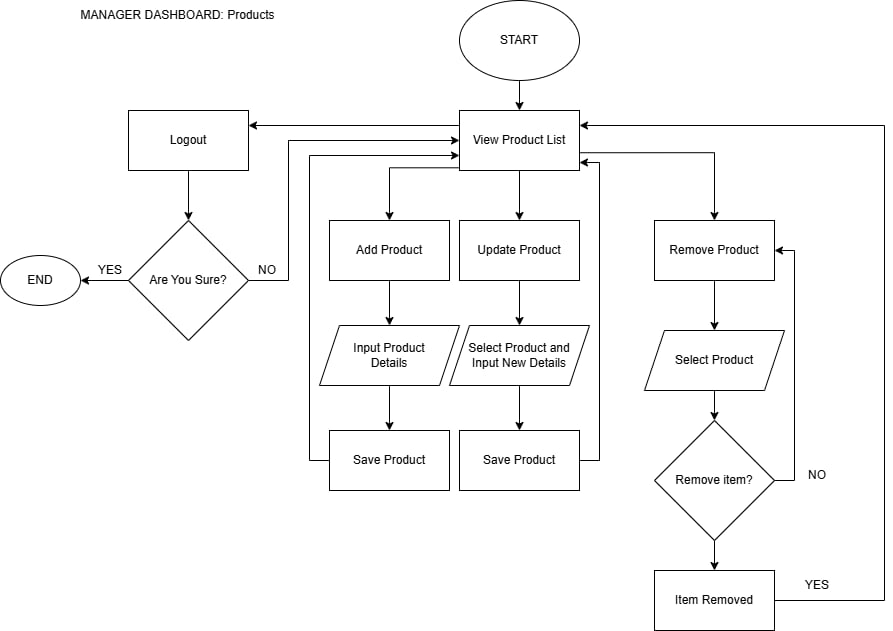 MANAGER DASHBOARD: Products
START
Logout
View Product List
Add Product
Update Product
Remove Product
END
YES
Are You Sure?
NO
Input Product
Details
Select Product and
Input New Details
Select Product
Save Product
Save Product
Remove item?
NO
Item Removed
YES